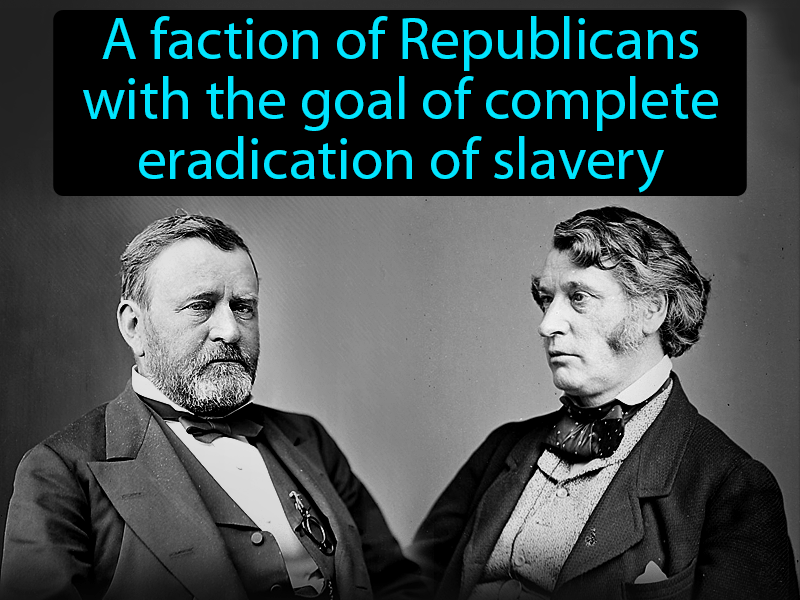 A faction of Republicans
with the goal of complete
eradication of slavery